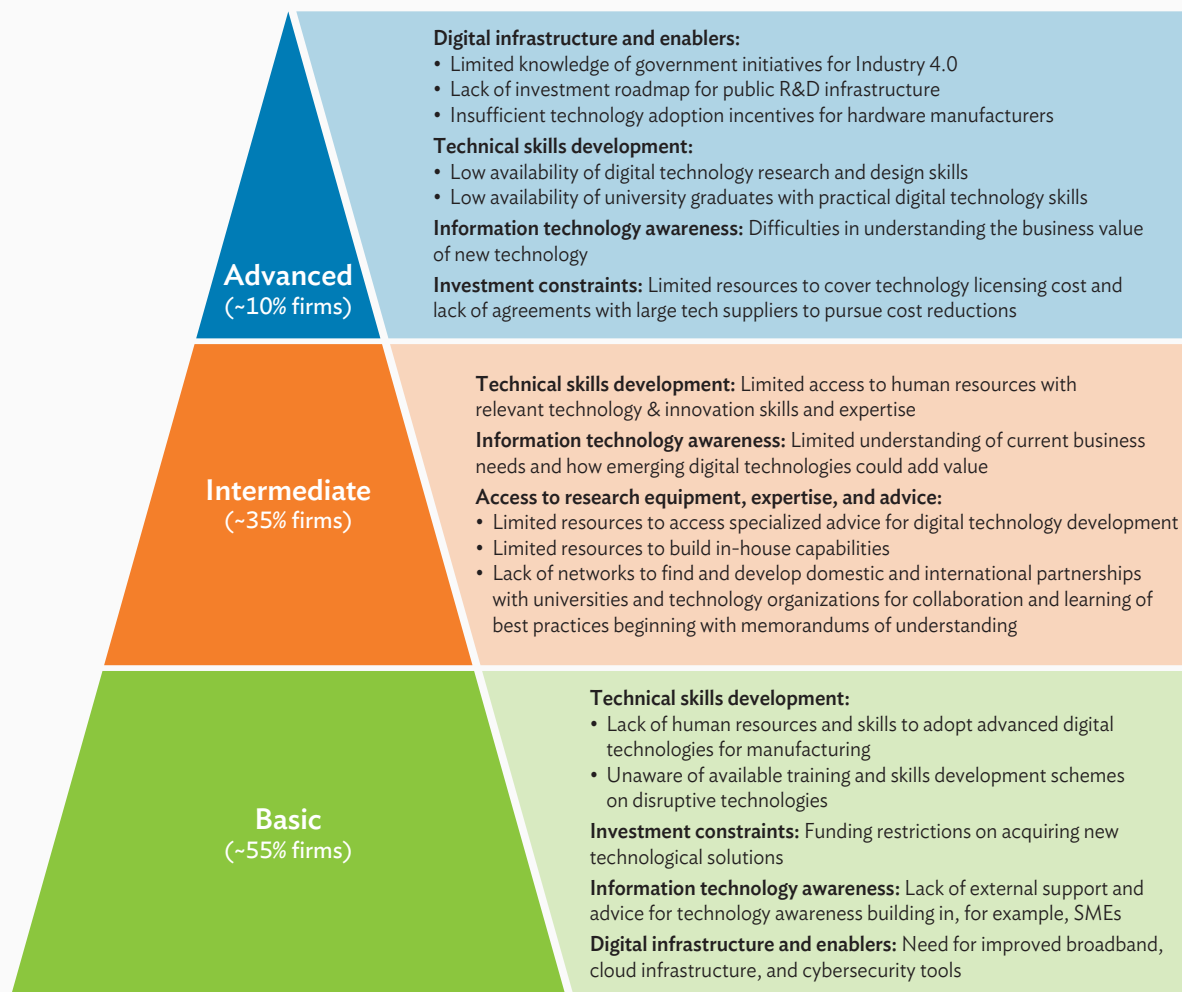 Digital infrastructure and enablers:
• Limited knowledge of government initiatives for Industry 4.0
• Lack of investment roadmap for public R&D infrastructure
• Insufficient technology adoption incentives for hardware manufacturers
Technical skills development:
• Low availability of digital technology research and design skills
• Low availability of university graduates with practical digital technology skills
Information technology awareness: Difficulties in understanding the business value
of new technology
Investment constraints: Limited resources to cover technology licensing cost and
lack of agreements with large tech suppliers to pursue cost reductions
Advanced
(~10% firms)
Technical skills development: Limited access to human resources with
relevant technology & innovation skills and expertise
Information technology awareness: Limited understanding of current business
needs and how emerging digital technologies could add value
Access to research equipment, expertise, and advice:
• Limited resources to access specialized advice for digital technology development
• Limited resources to build in-house capabilities
• Lack of networks to find and develop domestic and international partnerships
with universities and technology organizations for collaboration and learning of
best practices beginning with memorandums of understanding
Intermediate
(~35% firms)
Technical skills development:
• Lack of human resources and skills to adopt advanced digital
technologies for manufacturing
• Unaware of available training and skills development schemes
on disruptive technologies
Investment constraints: Funding restrictions on acquiring new
technological solutions
Information technology awareness: Lack of external support and
advice for technology awareness building in, for example, SMEs
Digital infrastructure and enablers: Need for improved broadband,
cloud infrastructure, and cybersecurity tools
Basic
(~55% firms)